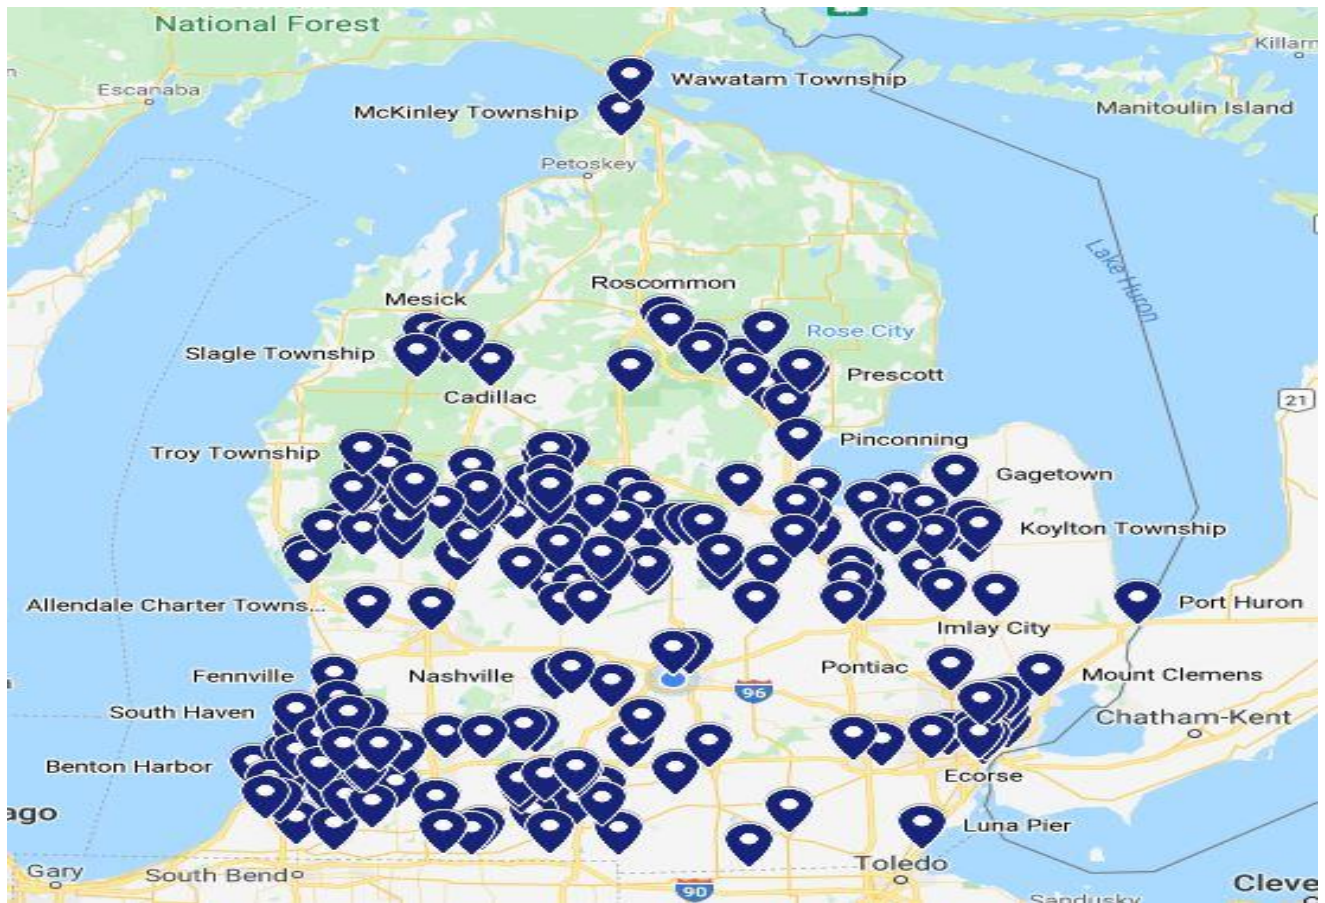 National Forest
Killarn
Escanaba
Wawatam Township
McKinley Township
Manitoulin Island
Petoskey
Lake Huron
Roscommon
Mesick
Rose City
Slagle Township
Prescott
Cadillac
21
Troy Township
Pinconning
Gagetown
Koylton Township
Allendale Charter Towns...
Port Huron
Imlay City
Fennville
Nashville
Pontiac
Mount Clemens
96
South Haven
Chatham-Kent
Benton Harbor
Ecorse
ago
Luna Pier
Gary
South Bend
Toledo
90
Cleve
Sandusky